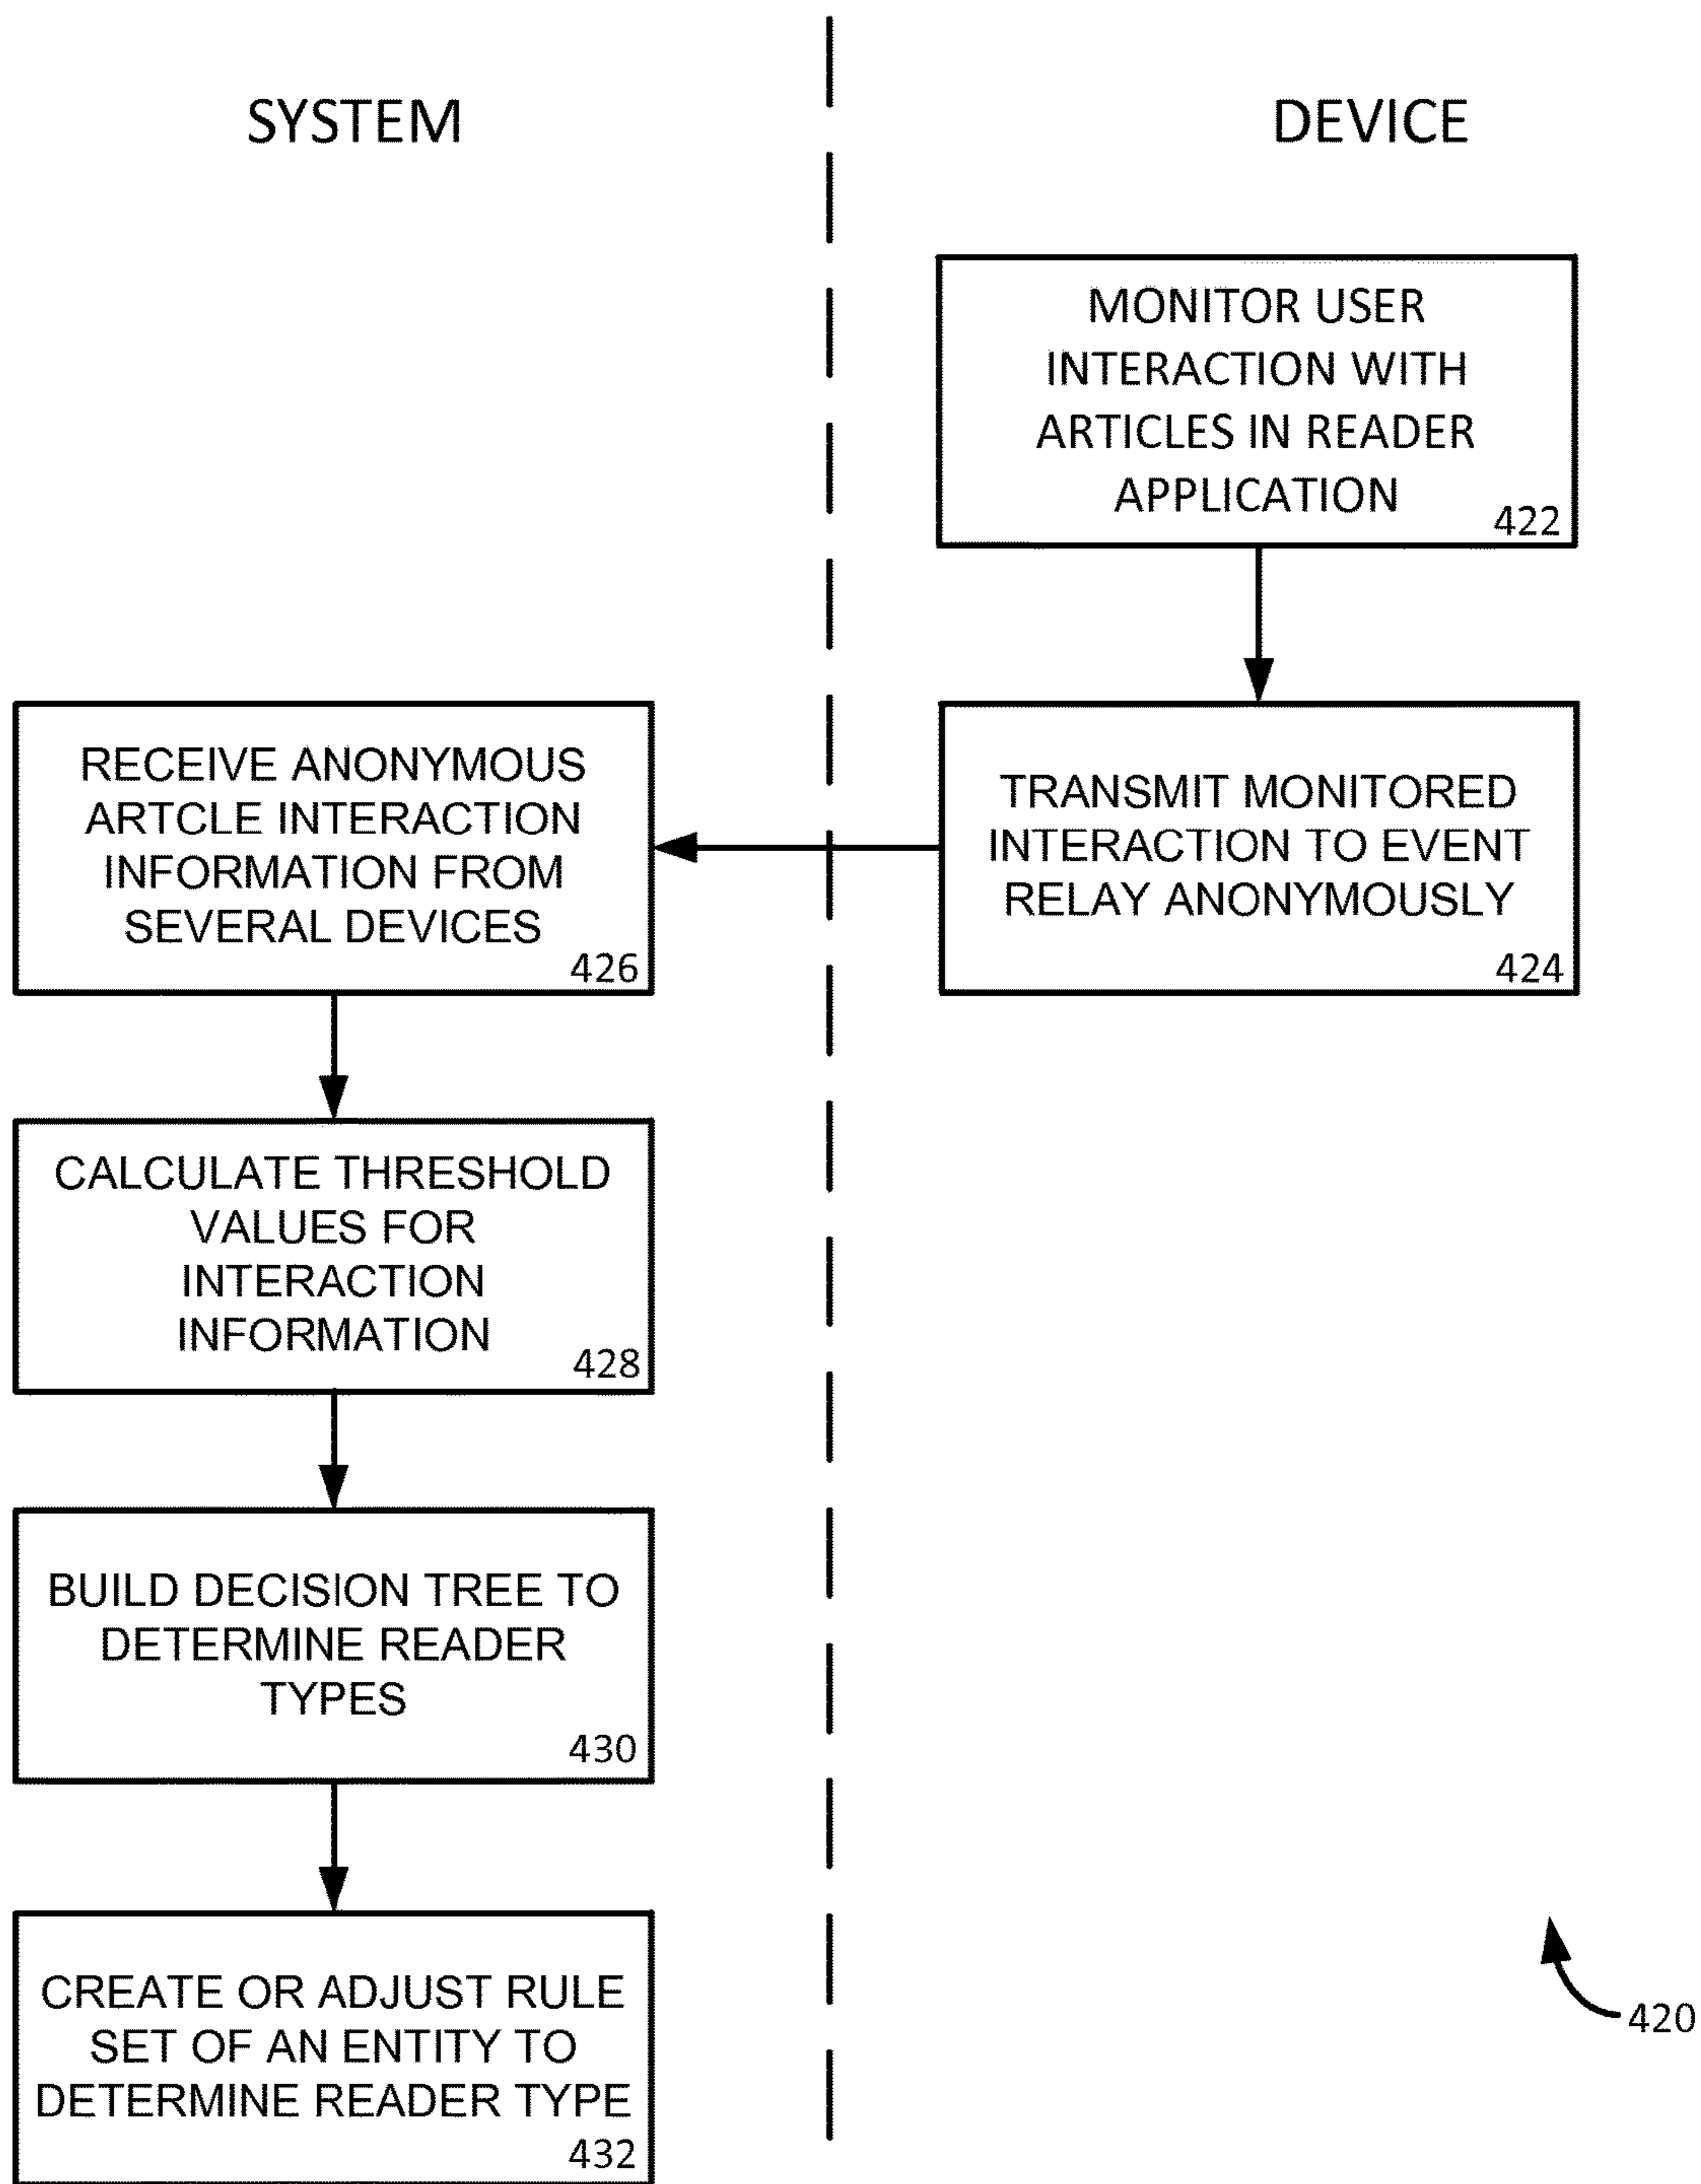 SYSTEM
DEVICE
MONITOR USER
INTERACTION WITH
ARTICLES IN READER
APPLICATION
422
TRANSMIT MONITORED
INTERACTION TO EVENT
RELAY ANONYMOUSLY
424
RECEIVE ANONYMOUS
ARTCLE INTERACTION
INFORMATION FROM
SEVERAL DEVICES
426
CALCULATE THRESHOLD
VALUES FOR
INTERACTION
INFORMATION
428
BUILD DECISION TREE TO
DETERMINE READER
TYPES
430
CREATE OR ADJUST RULE
SET OF AN ENTITY TO
DETERMINE READER TYPE
432
420